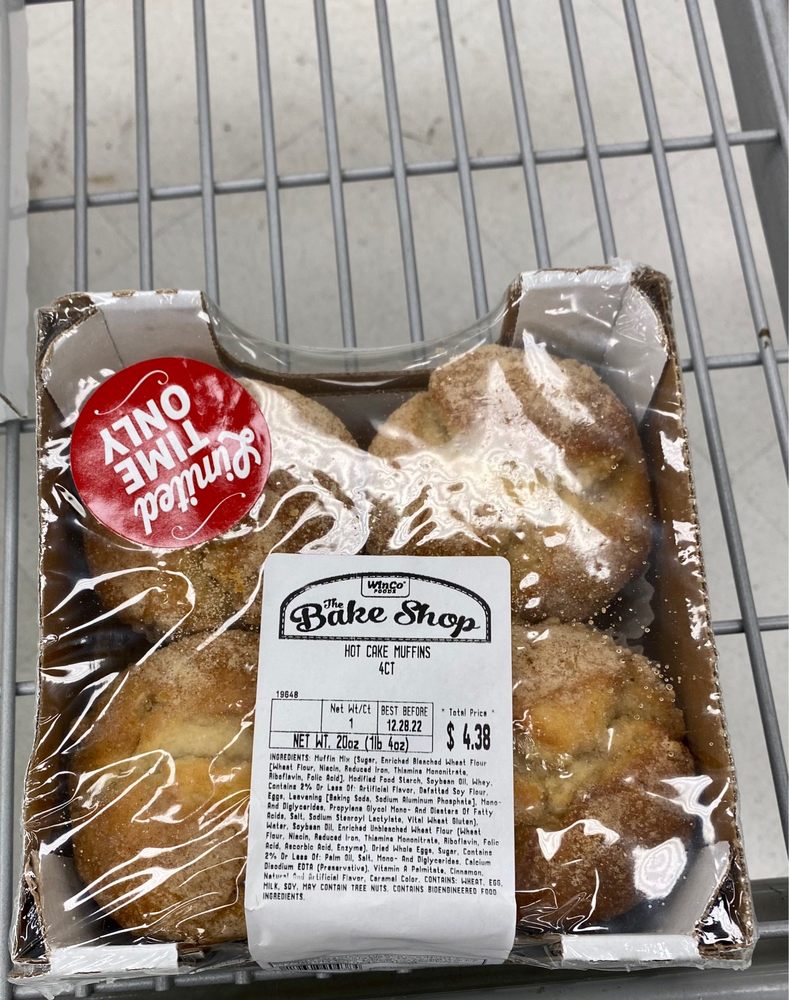 Limited
TIME
ONLY
WinCo
FOODS
The
Bake Shop
HOT CAKE MUFFINS
4CT
19648
Net Wt/Ct
1
BEST BEFORE
12.28.22
* Total Price *
$ 4.38
NET WT. 20oz (1lb 4oz)
INGREDIENTS: Muffin Mix [Sugar, Enriched Bleached Wheat Flour
[Wheat Flour, Niacin, Reduced Iron, Thiamine Mononitrate,
Riboflavin, Folic Acid], Modified Food Starch, Soybean Oil, Whey.
Contains 2% Or Less Of: Artificial Flavor, Defatted Soy Flour,
Eggs, Leavening [Baking Soda, Sodium Aluminum Phosphate], Mono-
And Diglycerides, Propylene Glycol Mono- And Diesters Of Fatty
Acids, Salt, Sodium Stearoyl Lactylate, Vital Wheat Gluten],
Water, Soybean Oil, Enriched Unbleached Wheat Flour [Wheat
Flour, Niacin, Reduced Iron, Thiamine Mononitrate, Riboflavin, Folic
Acid, Ascorbic Acid, Enzyme], Dried Whole Eggs, Sugar, Contains
2% Or Less Of: Palm Oil, Salt, Mono- And Diglycerides, Calcium
Disodium EDTA (Preservative), Vitamin A Palmitate, Cinnamon,
Natural And Artificial Flavor, Caramel Color. CONTAINS: WHEAT, EGG,
MILK, SOY, MAY CONTAIN TREE NUTS. CONTAINS BIOENGINEERED FOOD
INGREDIENTS.